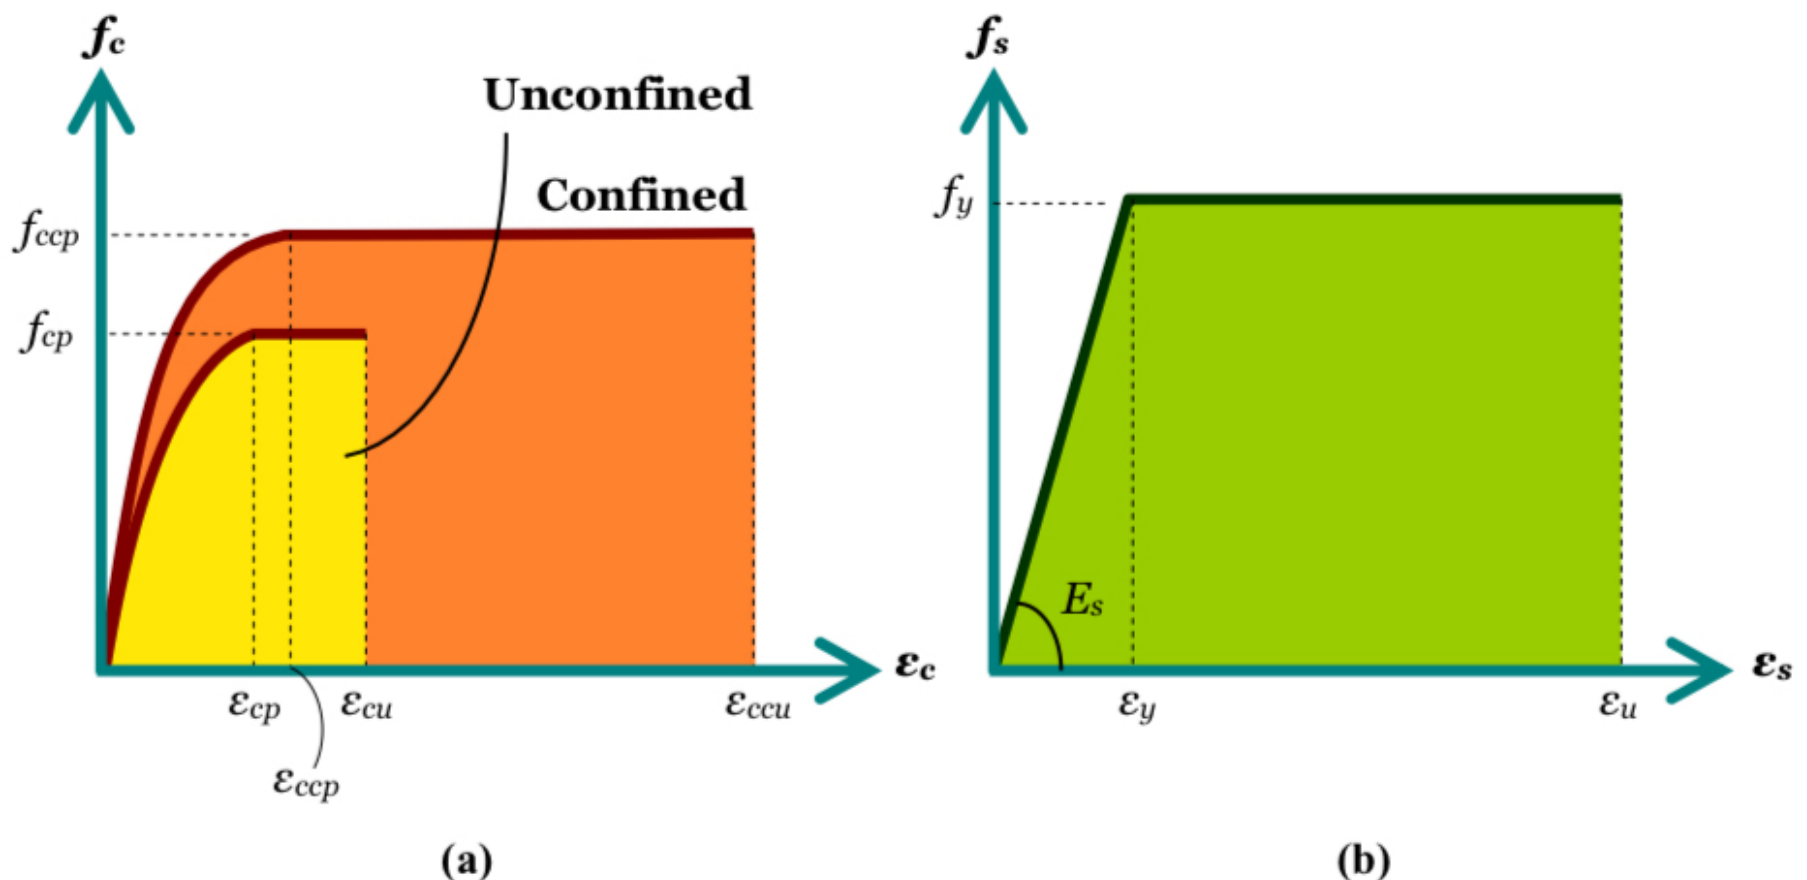 fc
Unconfined
Confined
fccp
fcp
εcp
εcu
εccu
εc
εccp
(a)
fs
fy
Es
εy
εu
εs
(b)